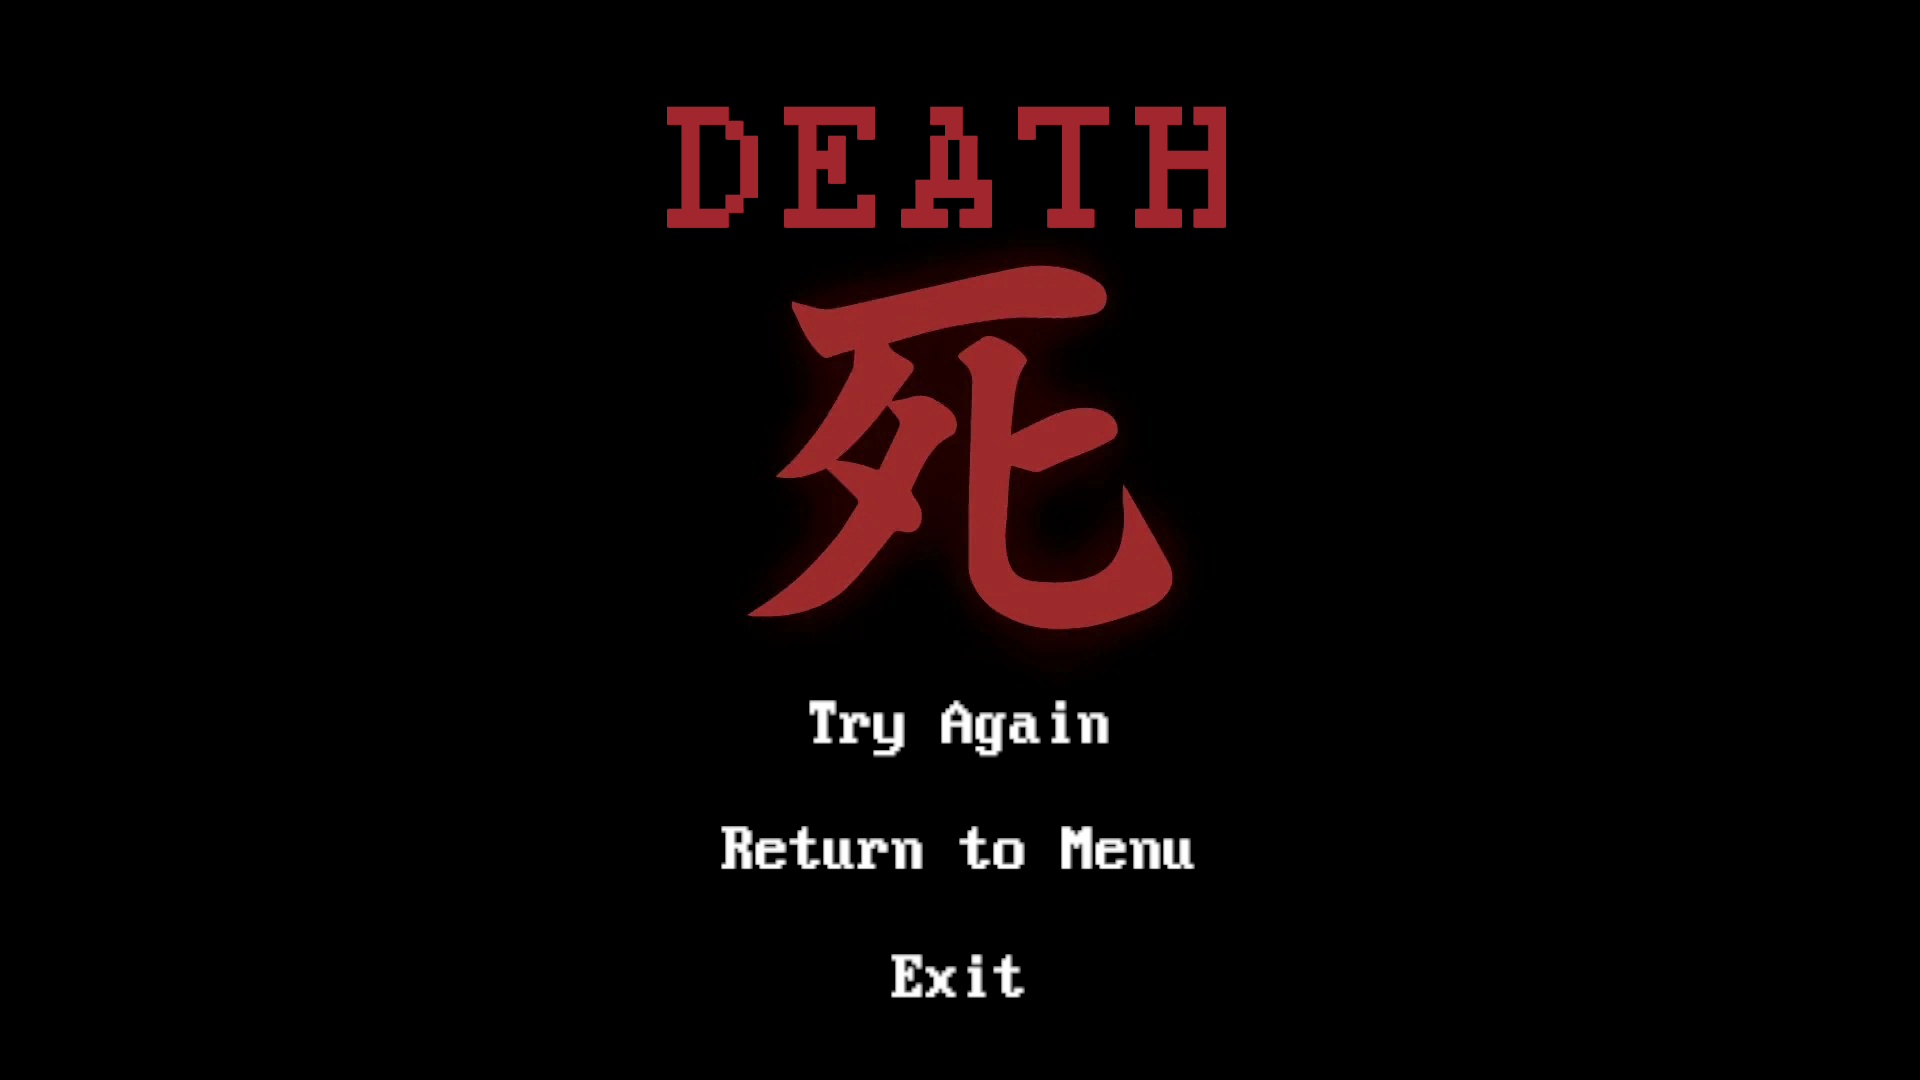 DEATH
死
Try Again
Return to Menu
Exit